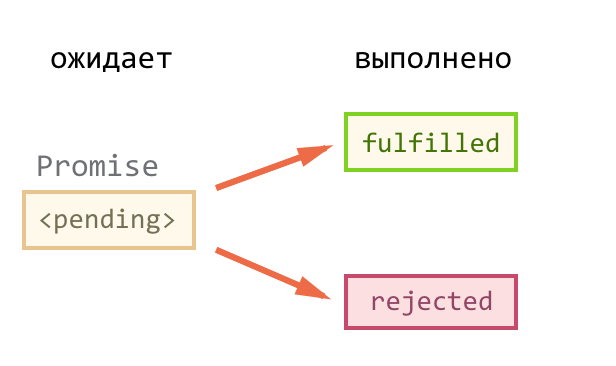 ожидает
выполнено
Promise
<pending>
fulfilled
rejected